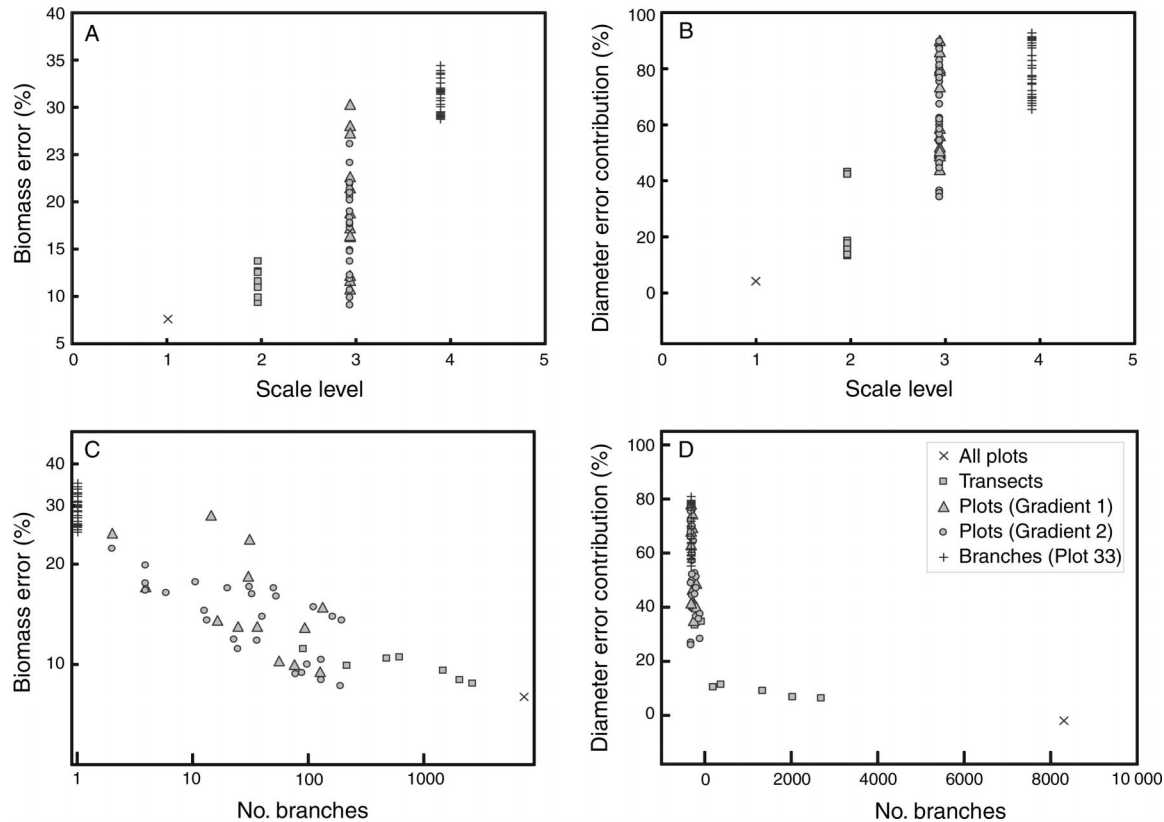 A
Biomass error (%)
40
35
30
23
20
15
10
5
0
1
2
3
4
5
Scale level
B
Diameter error contribution (%)
100
80
60
40
20
0
0
1
2
3
4
5
Scale level
C
Biomass error (%)
40
30
20
10
1
10
100
1000
No. branches
D
Diameter error contribution (%)
100
80
60
40
20
0
0
2000
4000
6000
8000
10 000
No. branches
All plots
Transects
Plots (Gradient 1)
Plots (Gradient 2)
Branches (Plot 33)